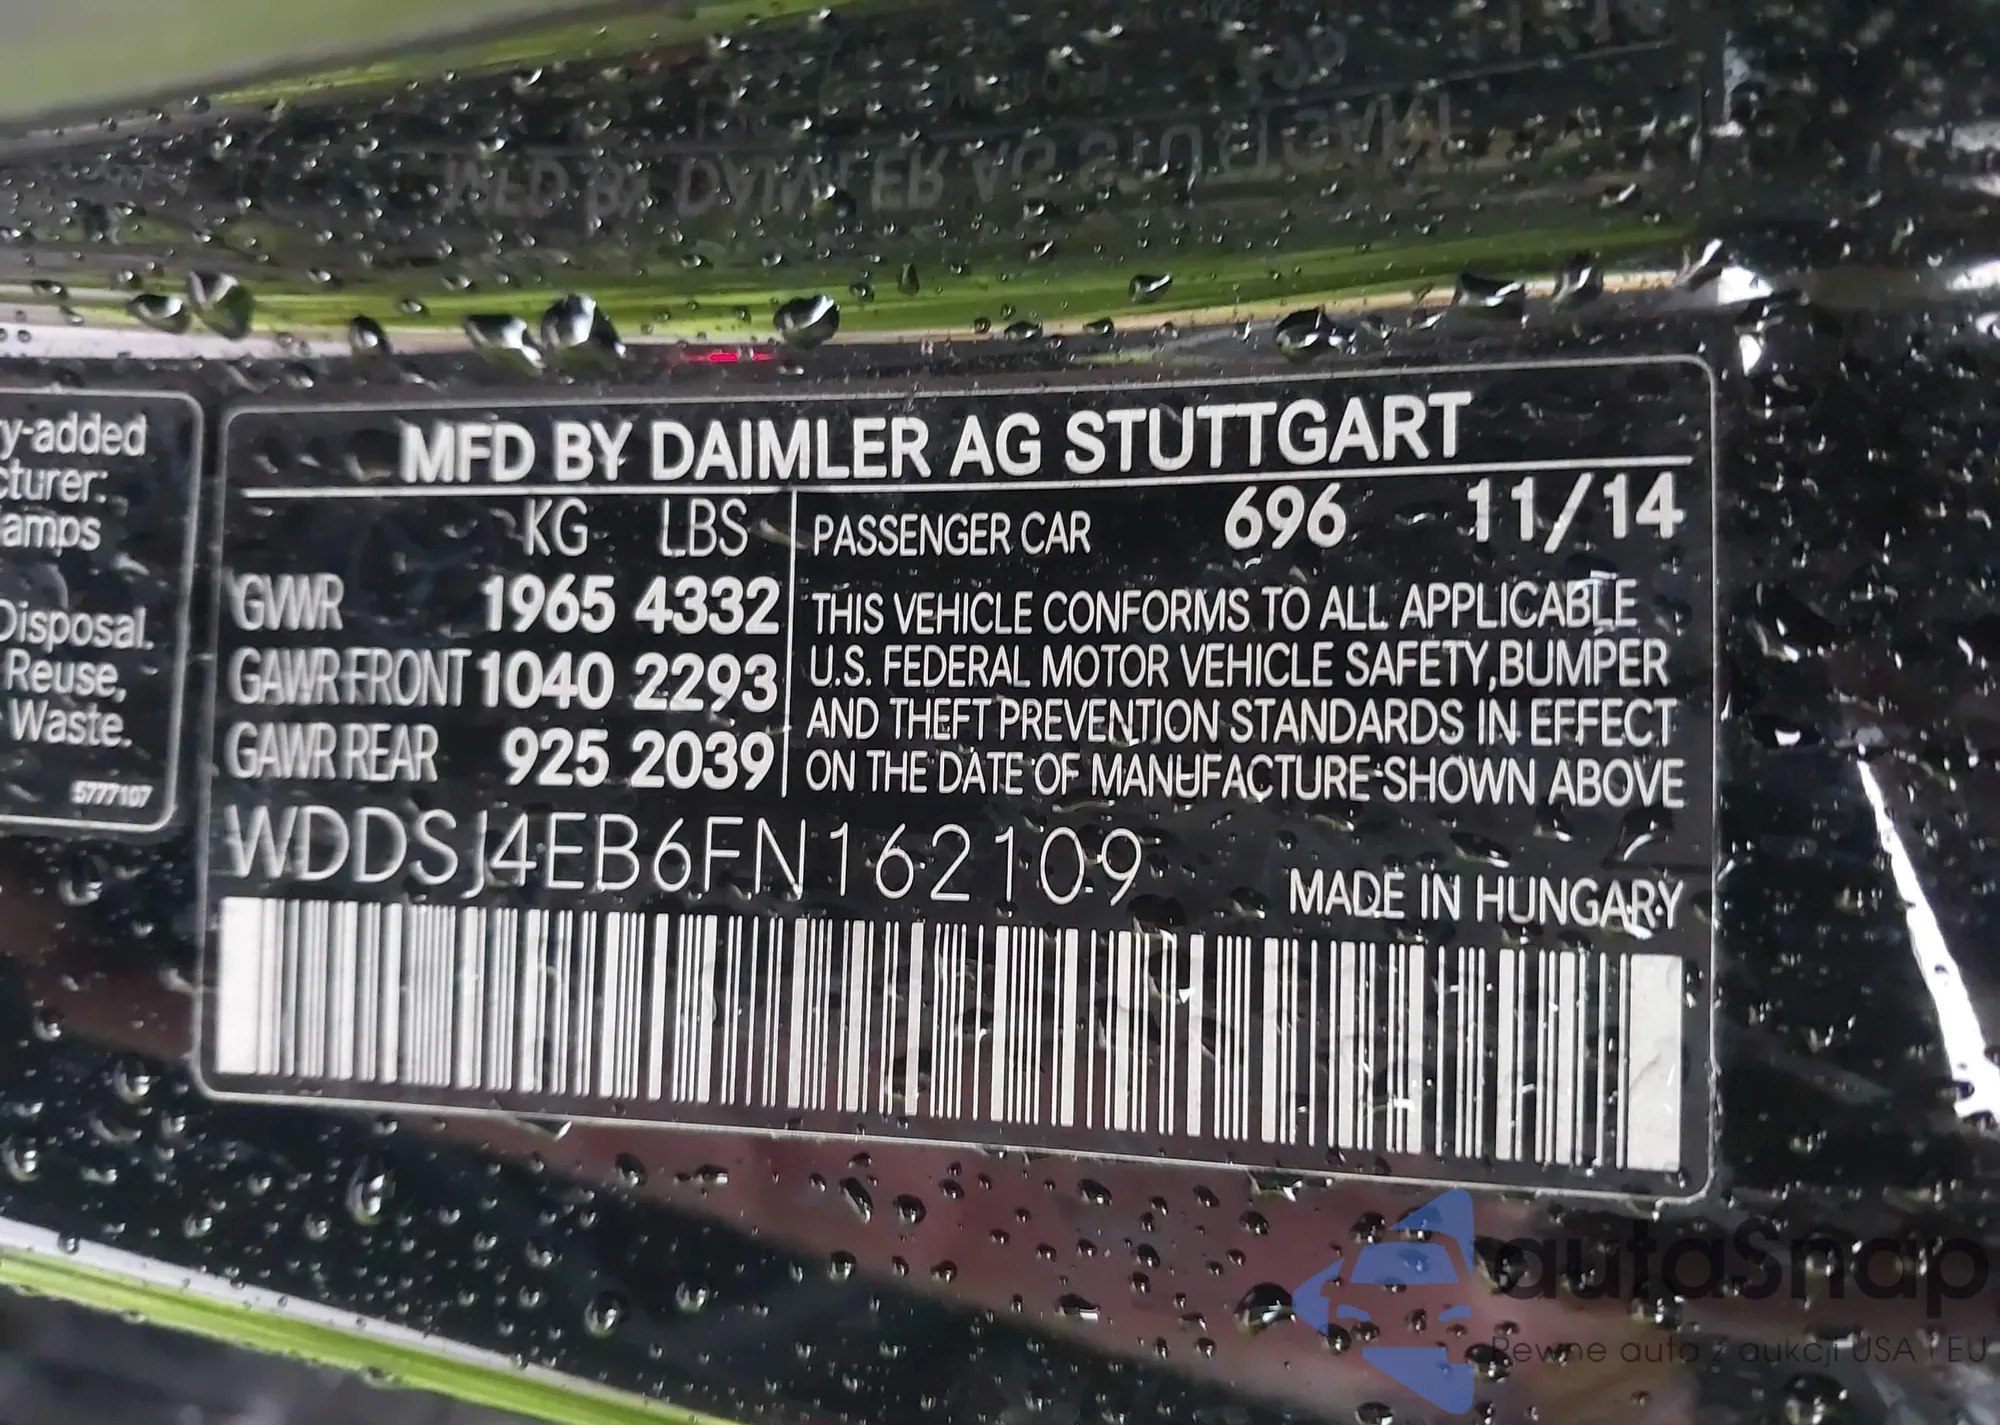 y-added
cturer:
lamps
Disposal.
Reuse,
Waste.
5777107
MFD BY DAIMLER AG STUTTGART
KG LBS
GVWR 1965 4332
GAWR FRONT 1040 2293
GAWR REAR 925 2039
PASSENGER CAR 696 11/14
THIS VEHICLE CONFORMS TO ALL APPLICABLE
U.S. FEDERAL MOTOR VEHICLE SAFETY,BUMPER
AND THEFT PREVENTION STANDARDS IN EFFECT
ON THE DATE OF MANUFACTURE SHOWN ABOVE
WDDSJ4EB6FN162109
MADE IN HUNGARY
autaSnap
Pewne auto z aukcji USA i EU